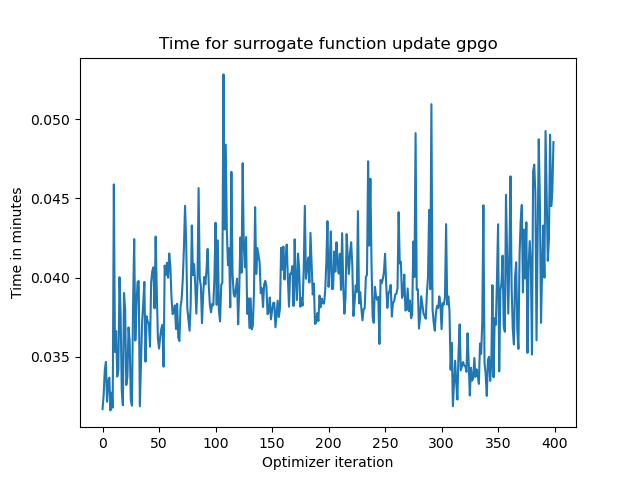 Time for surrogate function update gpgo
Time in minutes
0.050
0.045
0.040
0.035
0 50 100 150 200 250 300 350 400
Optimizer iteration